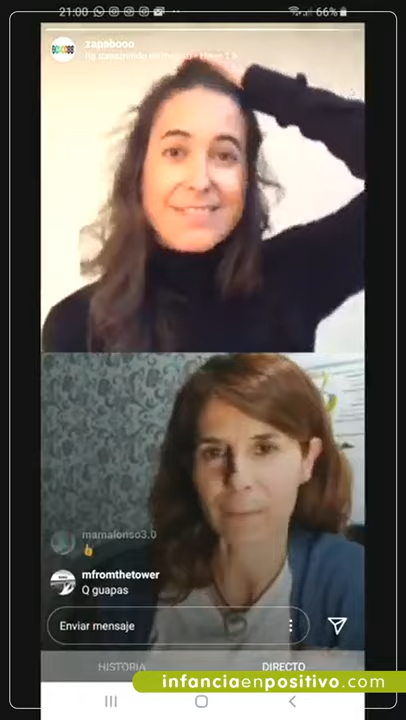 21:00 66%
zapabooo
mamalonso3.0
👍
mfromthetower
Q guapas
Enviar mensaje
HISTORIA DIRECTO
infanciaenpositivo.com